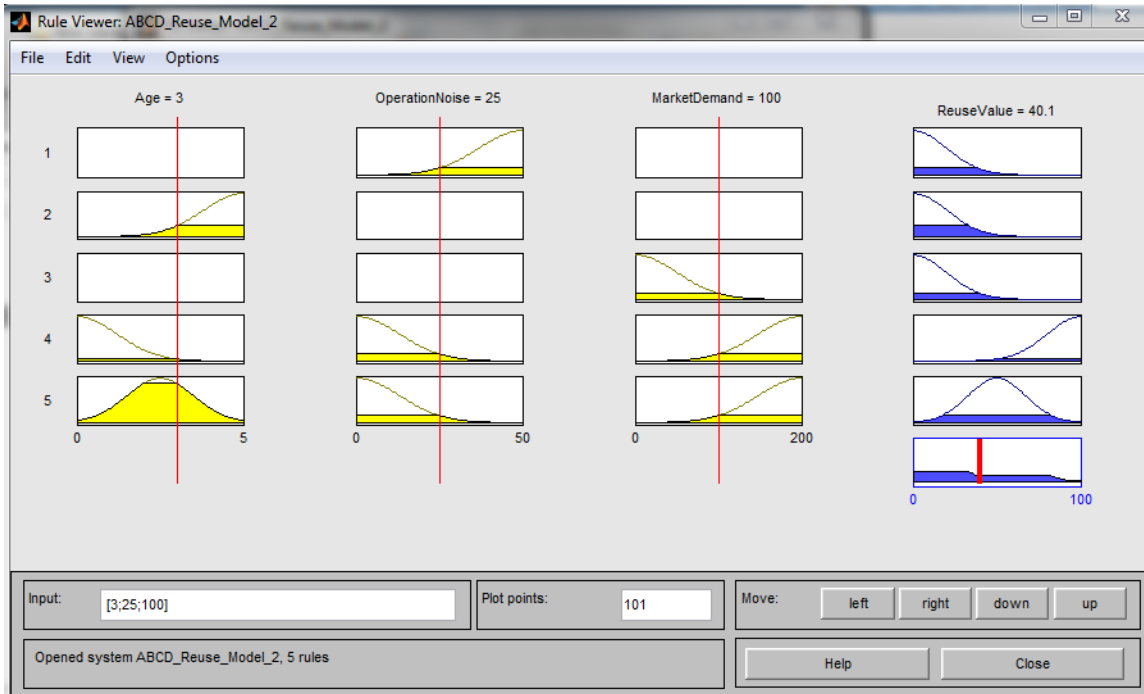 Rule Viewer: ABCD_Reuse_Model_2
File Edit View Options
Age = 3 OperationNoise = 25 MarketDemand = 100 ReuseValue = 40.1
1
2
3
4
5
0 5 0 50 0 200
0 100
Input: [3;25;100] Plot points: 101 Move: left right down up
Opened system ABCD_Reuse_Model_2, 5 rules Help Close